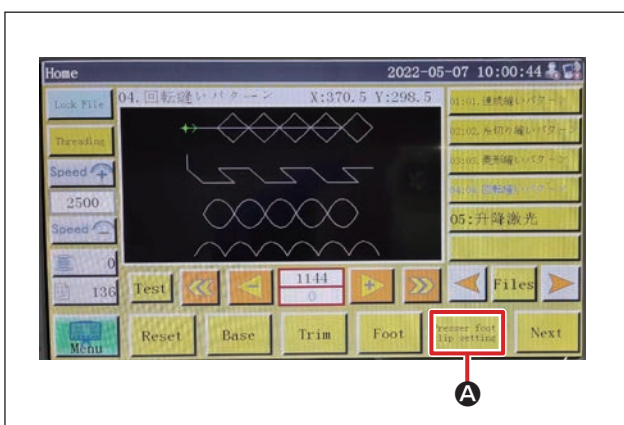 Home 2022-05-07 10:00:44
Lock File
04.回転縫いパターン X:370.5 Y:298.5
01:01.連続縫いパターン
Threading
02:02.糸切り縫いパターン
Speed
03:03.菱形縫いパターン
2500
04:04.回転縫いパターン
Speed
05:升降激光
0
136
Test
1144
0
Files
Menu
Reset
Base
Trim
Foot
Presser foot
lip setting
Next
A